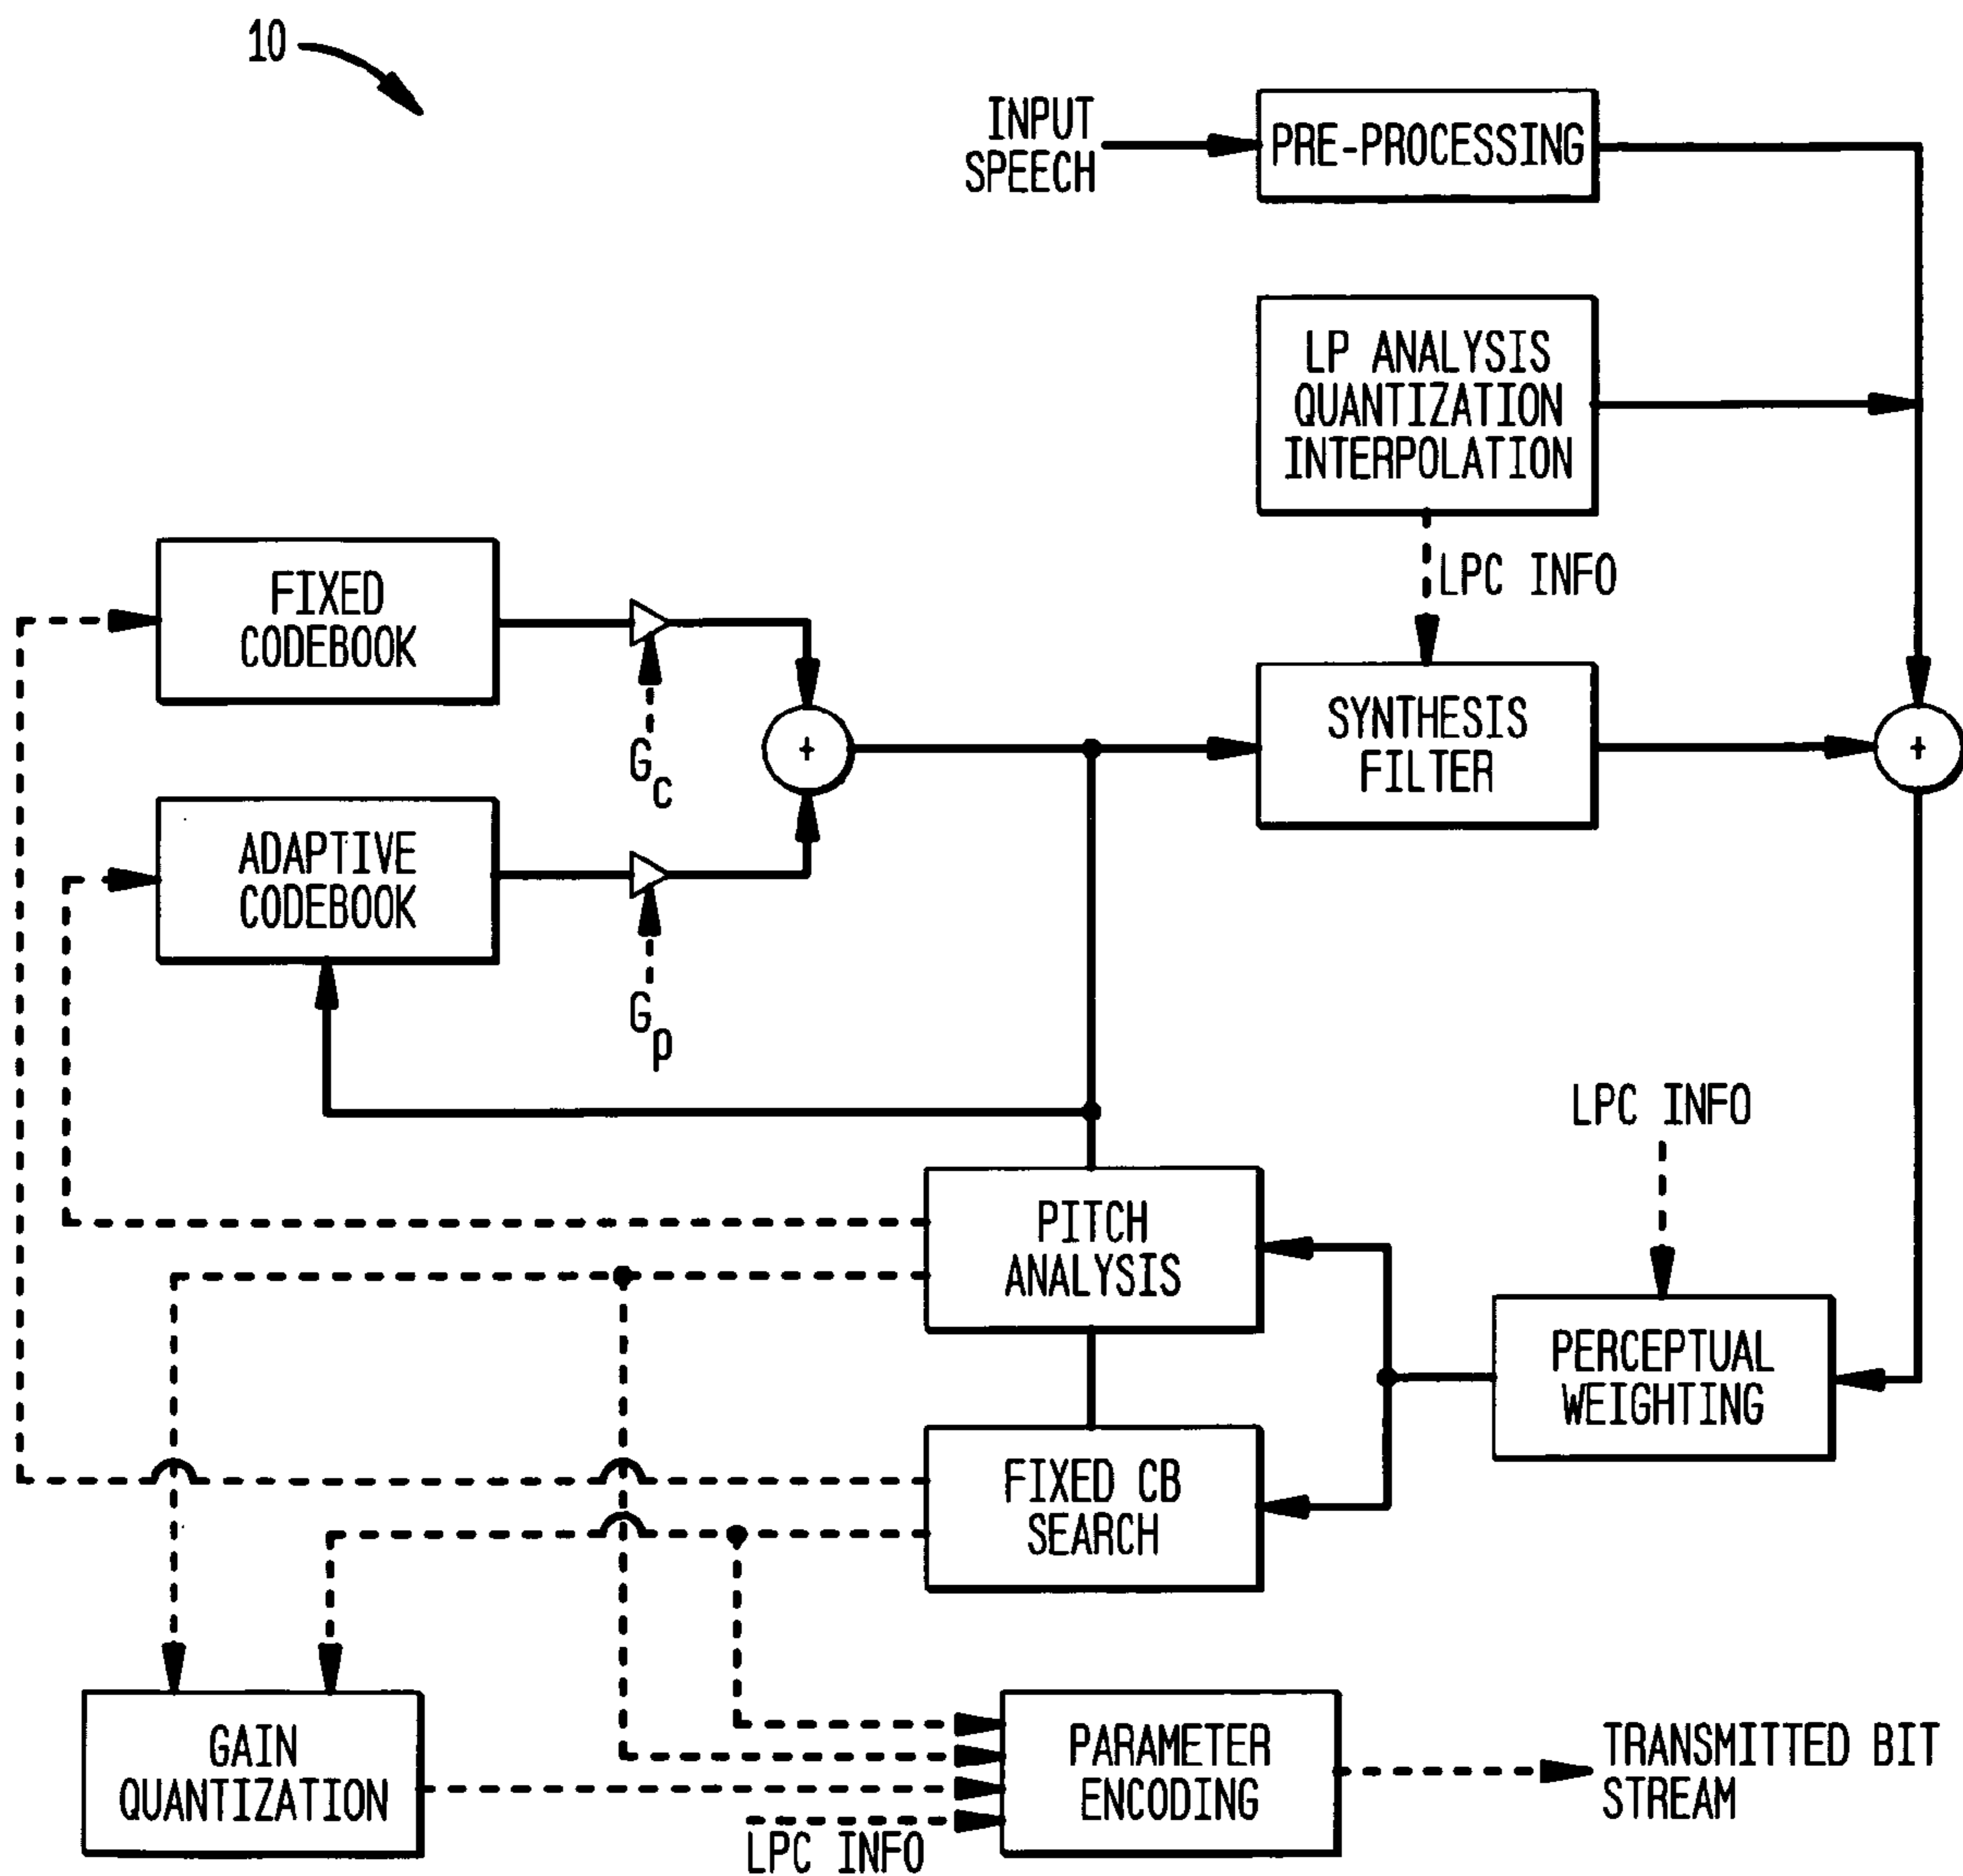 10
INPUT
SPEECH
PRE-PROCESSING
LP ANALYSIS
QUANTIZATION
INTERPOLATION
LPC INFO
FIXED
CODEBOOK
Gc
+
SYNTHESIS
FILTER
+
ADAPTIVE
CODEBOOK
Gp
LPC INFO
PITCH
ANALYSIS
PERCEPTUAL
WEIGHTING
FIXED CB
SEARCH
GAIN
QUANTIZATION
PARAMETER
ENCODING
TRANSMITTED BIT
STREAM
LPC INFO